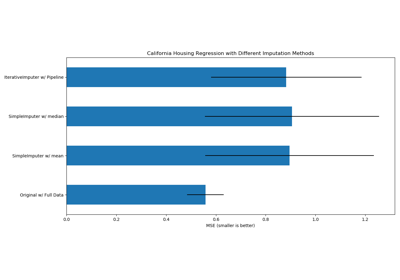 California Housing Regression with Different Imputation Methods
IterativeImputer w/ Pipeline
SimpleImputer w/ median
SimpleImputer w/ mean
Original w/ Full Data
0.0 0.2 0.4 0.6 0.8 1.0 1.2
MSE (smaller is better)